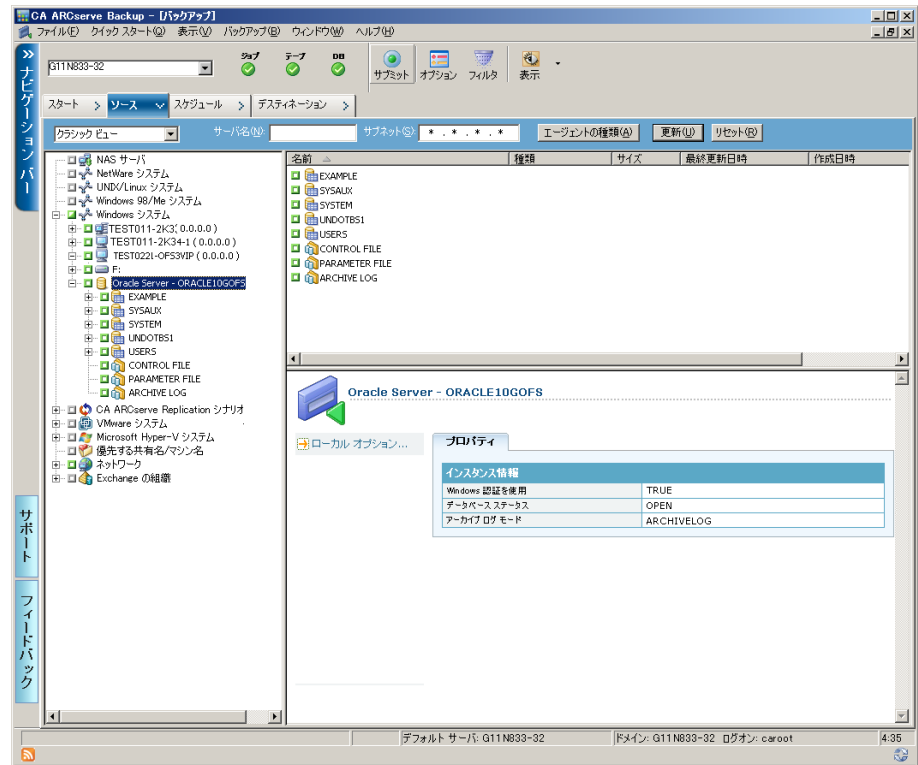 CA ARCserve Backup - [バックアップ]
ファイル(F) クイック スタート(Q) 表示(V) バックアップ(B) ウィンドウ(W) ヘルプ(H)
G11N833-32
ジョブ テープ DB
サブミット オプション フィルタ 表示
スタート > ソース スケジュール > デスティネーション >
クラシック ビュー サーバ名(N): サブネット(S): * . * . * . * エージェントの種類(A) 更新(U) リセット(R)
» ナビゲーション バー
サポート
フィードバック
NAS サーバ
NetWare システム
UNIX/Linux システム
Windows 98/Me システム
Windows システム
TEST011-2K3( 0.0.0.0 )
TEST011-2K34-1 ( 0.0.0.0 )
TEST022I-OFS3VIP ( 0.0.0.0 )
F:
Oracle Server - ORACLE10GOFS
EXAMPLE
SYSAUX
SYSTEM
UNDOTBS1
USERS
CONTROL FILE
PARAMETER FILE
ARCHIVE LOG
CA ARCserve Replication シナリオ
VMware システム
Microsoft Hyper-V システム
優先する共有名/マシン名
ネットワーク
Exchange の組織
名前 種類 サイズ 最終更新日時 作成日時
EXAMPLE
SYSAUX
SYSTEM
UNDOTBS1
USERS
CONTROL FILE
PARAMETER FILE
ARCHIVE LOG
Oracle Server - ORACLE10GOFS
ローカル オプション...
プロパティ
インスタンス情報
Windows 認証を使用 TRUE
データベース ステータス OPEN
アーカイブ ログ モード ARCHIVELOG
デフォルト サーバ: G11N833-32 ドメイン: G11N833-32 ログオン: caroot 4:35